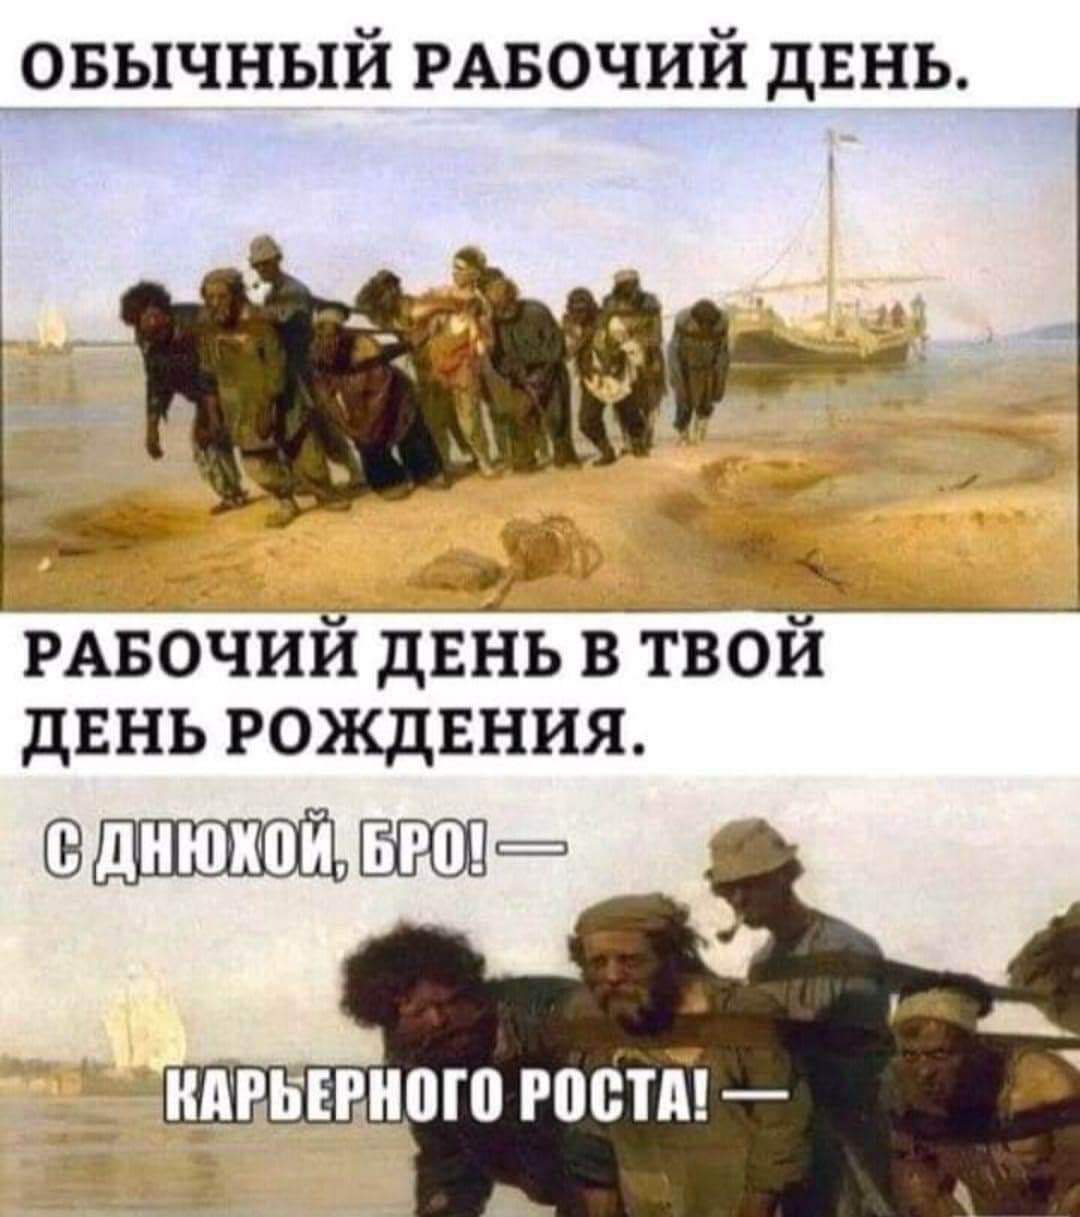 ОБЫЧНЫЙ РАБОЧИЙ ДЕНЬ.
РАБОЧИЙ ДЕНЬ В ТВОЙ
ДЕНЬ РОЖДЕНИЯ.
С ДНЮХОЙ, БРО! —
КАРЬЕРНОГО РОСТА! —